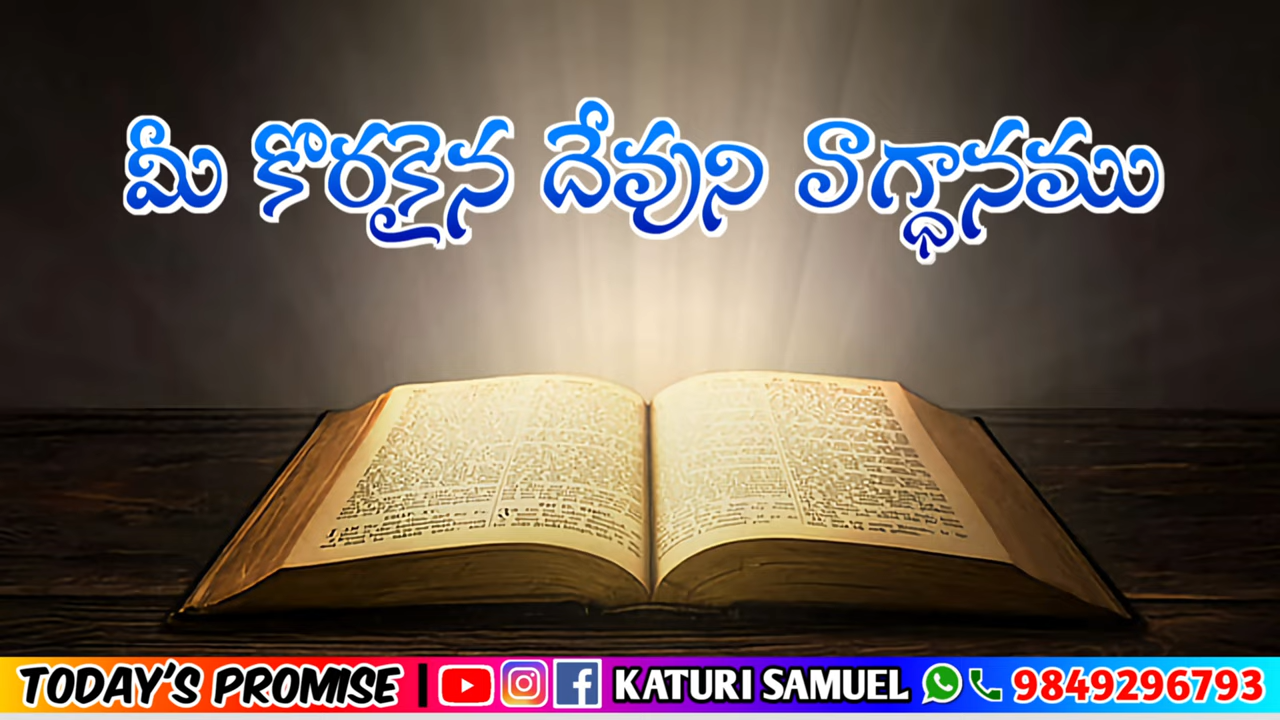 మీ కొరకైన దేవుని వాగ్ధానము
TODAY'S PROMISE | KATURI SAMUEL 9849296793